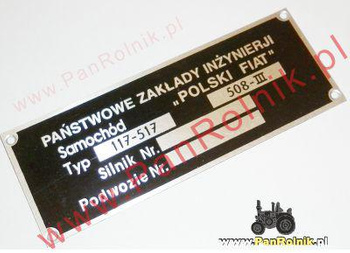 www.PanRolnik.pl
PAŃSTWOWE ZAKŁADY INŻYNIERJI
„POLSKI FIAT"
Samochód
Typ 117-517 508-III.
Silnik Nr.
Podwozie Nr.
www.PanRolnik.pl
www.PanRolnik.pl